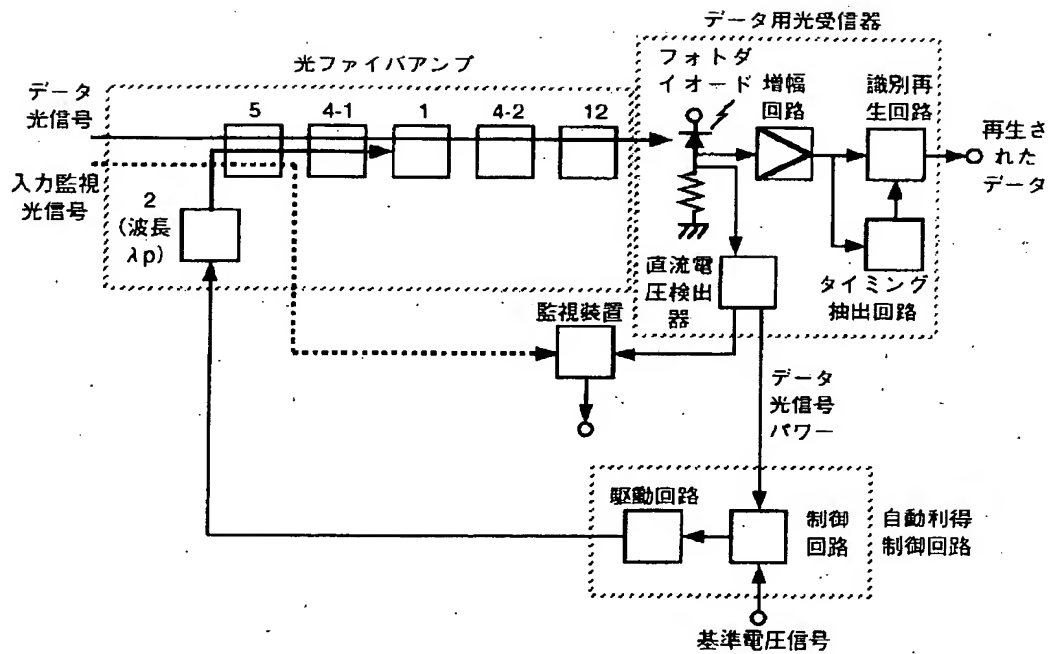 データ用光受信器
光ファイバアンプ
フォトダ
イオード
増幅
回路
識別再
生回路
データ
光信号
5
4-1
1
4-2
12
再生さ
れた
データ
入力監視
光信号
2
(波長
λp)
直流電
圧検出
器
タイミング
抽出回路
監視装置
データ
光信号
パワー
駆動回路
制御
回路
自動利得
制御回路
基準電圧信号